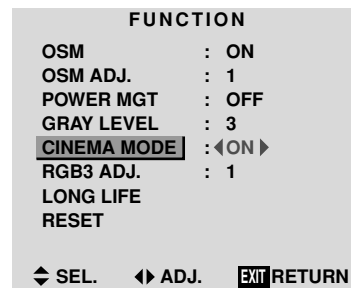 FUNCTION
OSM : ON
OSM ADJ. : 1
POWER MGT : OFF
GRAY LEVEL : 3
CINEMA MODE : ON
RGB3 ADJ. : 1
LONG LIFE
RESET
SEL. ADJ. EXIT RETURN